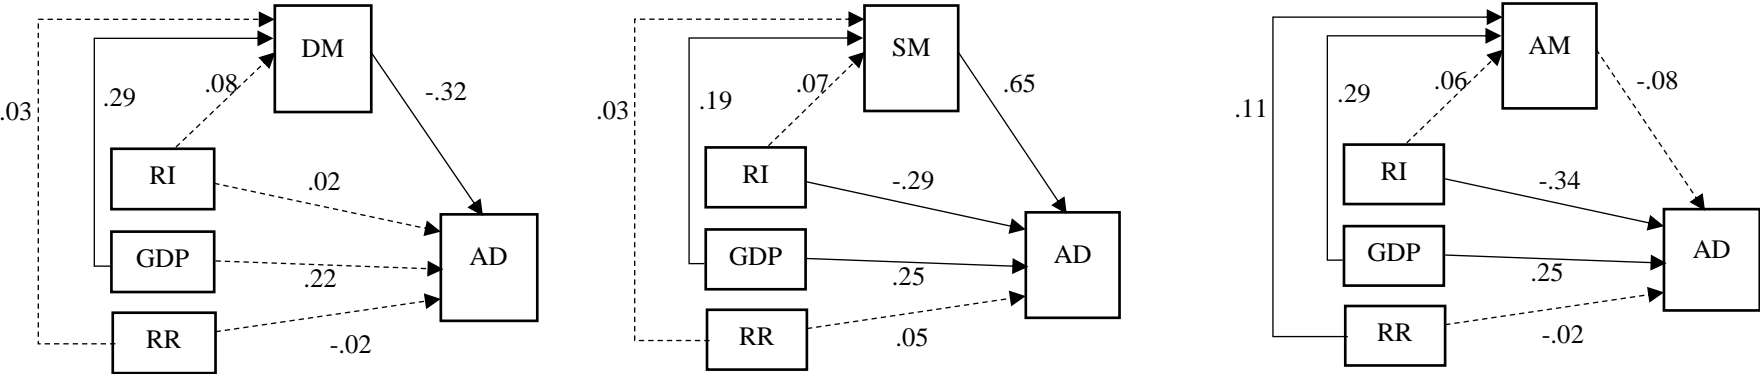 DM
.08
.29
.03
-.32
RI
.02
GDP
.22
AD
RR
-.02
SM
.07
.19
.03
.65
RI
-.29
GDP
.25
AD
RR
.05
AM
.06
.29
.11
-.08
RI
-.34
GDP
.25
AD
RR
-.02